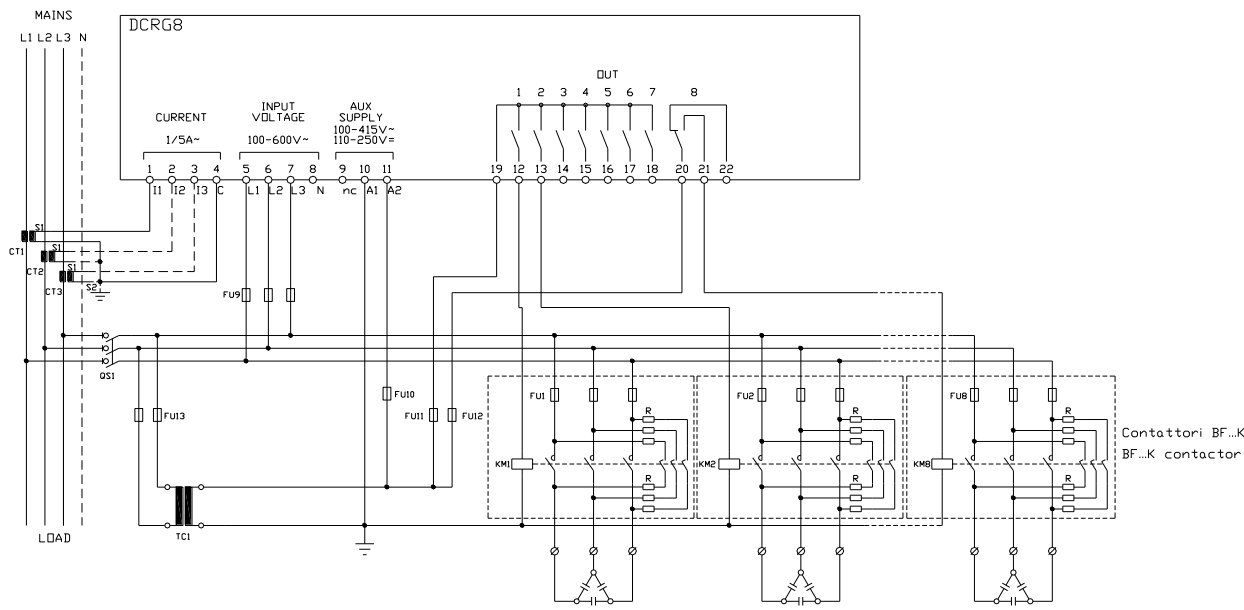 MAINS
L1 L2 L3 N
DCRG8
OUT
1 2 3 4 5 6 7 8
CURRENT
1/5A~
INPUT
VOLTAGE
100-600V~
AUX
SUPPLY
100-415V~
110-250V=
1 2 3 4 5 6 7 8 9 10 11 19 12 13 14 15 16 17 18 20 21 22
I1 I2 I3 C L1 L2 L3 N nc A1 A2
S1
CT1
S1
CT2
S1
CT3
S2
FU9
QS1
FU10
FU13
FU11
FU12
FU1
FU2
FU8
R
R
R
Contattori BF...K
BF...K contactor
KM1
KM2
KM8
R
R
R
TC1
LOAD